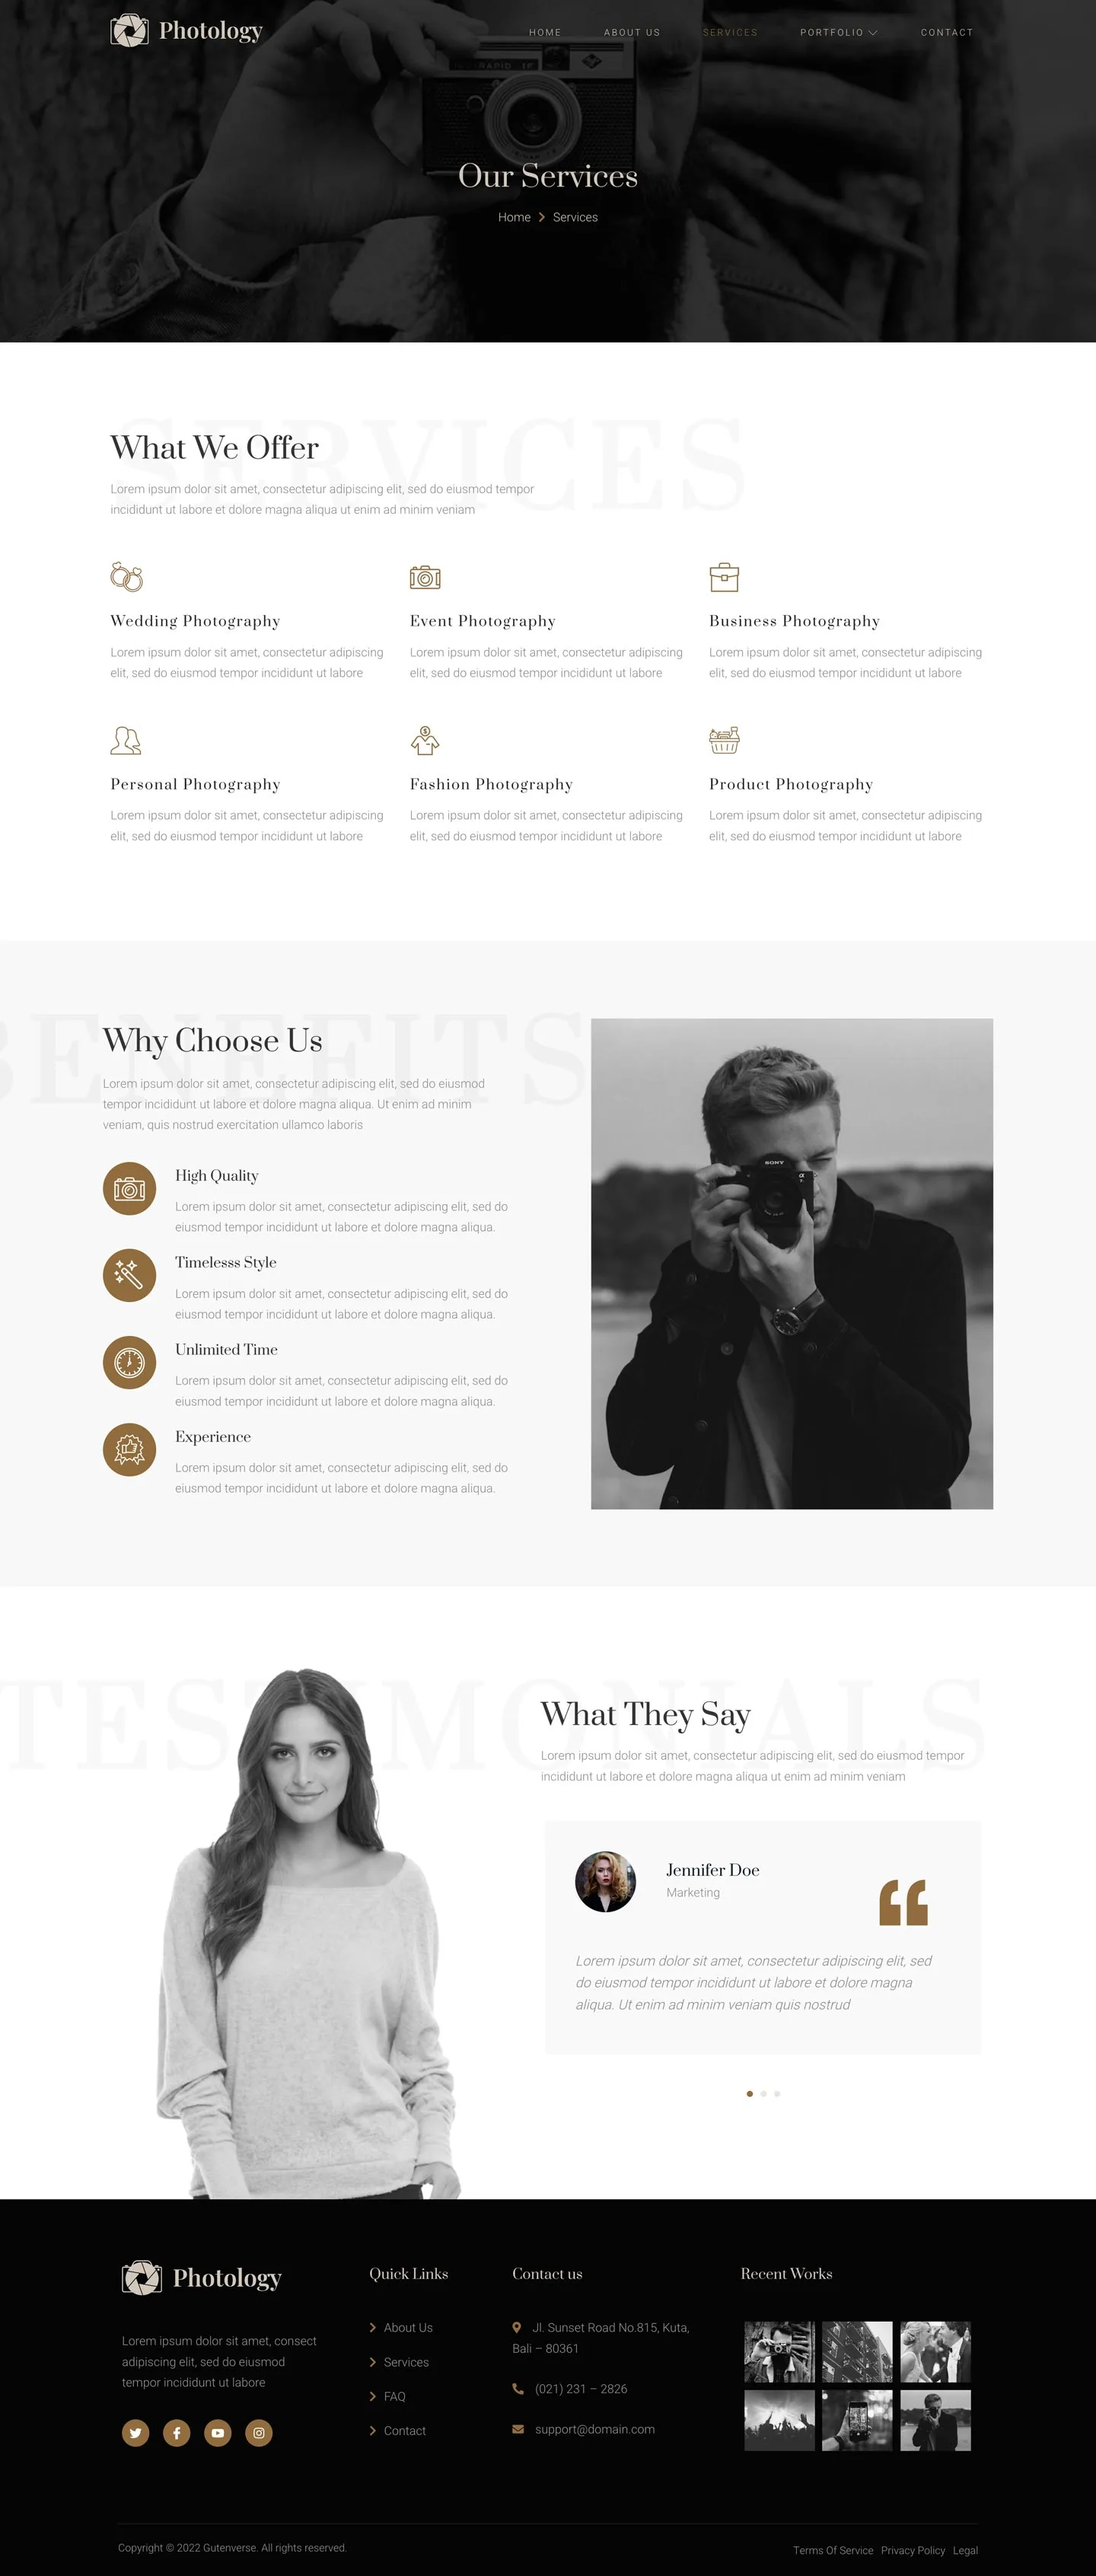 Photology
HOME
ABOUT US
SERVICES
PORTFOLIO
CONTACT
RAPID
Our Services
Home
Services
SERVICES
What We Offer
Lorem ipsum dolor sit amet, consectetur adipiscing elit, sed do eiusmod tempor
incididunt ut labore et dolore magna aliqua ut enim ad minim veniam
Wedding Photography
Lorem ipsum dolor sit amet, consectetur adipiscing
elit, sed do eiusmod tempor incididunt ut labore
Event Photography
Lorem ipsum dolor sit amet, consectetur adipiscing
elit, sed do eiusmod tempor incididunt ut labore
Business Photography
Lorem ipsum dolor sit amet, consectetur adipiscing
elit, sed do eiusmod tempor incididunt ut labore
Personal Photography
Lorem ipsum dolor sit amet, consectetur adipiscing
elit, sed do eiusmod tempor incididunt ut labore
Fashion Photography
Lorem ipsum dolor sit amet, consectetur adipiscing
elit, sed do eiusmod tempor incididunt ut labore
Product Photography
Lorem ipsum dolor sit amet, consectetur adipiscing
elit, sed do eiusmod tempor incididunt ut labore
BENEFITS
Why Choose Us
Lorem ipsum dolor sit amet, consectetur adipiscing elit, sed do eiusmod
tempor incididunt ut labore et dolore magna aliqua. Ut enim ad minim
veniam, quis nostrud exercitation ullamco laboris
High Quality
Lorem ipsum dolor sit amet, consectetur adipiscing elit, sed do
eiusmod tempor incididunt ut labore et dolore magna aliqua.
Timelesss Style
Lorem ipsum dolor sit amet, consectetur adipiscing elit, sed do
eiusmod tempor incididunt ut labore et dolore magna aliqua.
Unlimited Time
Lorem ipsum dolor sit amet, consectetur adipiscing elit, sed do
eiusmod tempor incididunt ut labore et dolore magna aliqua.
Experience
Lorem ipsum dolor sit amet, consectetur adipiscing elit, sed do
eiusmod tempor incididunt ut labore et dolore magna aliqua.
SONY
TESTIMONIALS
What They Say
Lorem ipsum dolor sit amet, consectetur adipiscing elit, sed do eiusmod tempor
incididunt ut labore et dolore magna aliqua ut enim ad minim veniam
Jennifer Doe
Marketing
Lorem ipsum dolor sit amet, consectetur adipiscing elit, sed
do eiusmod tempor incididunt ut labore et dolore magna
aliqua. Ut enim ad minim veniam quis nostrud
Photology
Lorem ipsum dolor sit amet, consect
adipiscing elit, sed do eiusmod
tempor incididunt ut labore
Quick Links
About Us
Services
FAQ
Contact
Contact us
Jl. Sunset Road No.815, Kuta,
Bali – 80361
(021) 231 – 2826
support@domain.com
Recent Works
Copyright © 2022 Gutenverse. All rights reserved.
Terms Of Service
Privacy Policy
Legal